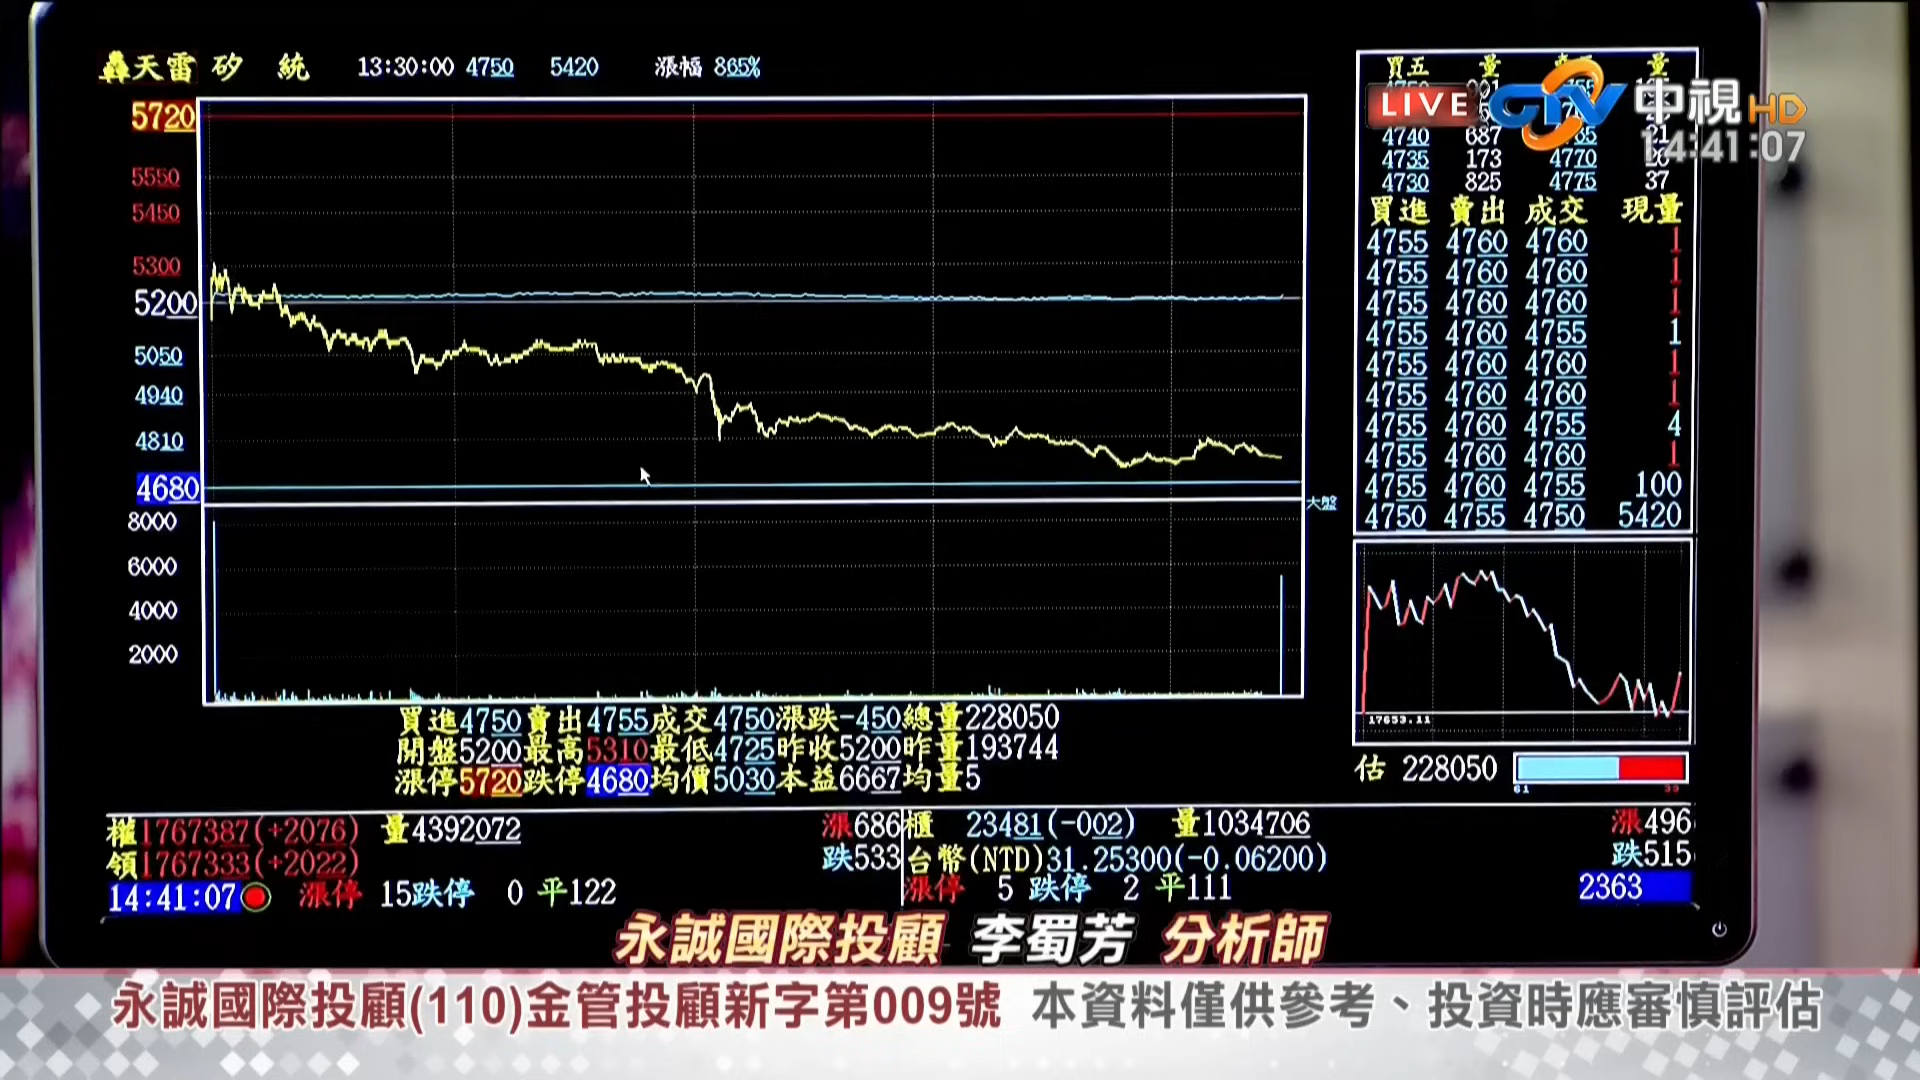 轟天雷 矽 統 13:30:00 4750 5420 漲幅 865%
5720
5550
5450
5300
5200
5050
4940
4810
4680
8000
6000
4000
2000
大盤
LIVE CTV 中視 HD
14:41:07
買五 量 量
4740 687 21
4735 173 4770
4730 825 4775 37
買進 賣出 成交 現量
4755 4760 4760 1
4755 4760 4760 1
4755 4760 4760 1
4755 4760 4755 1
4755 4760 4760 1
4755 4760 4760 1
4755 4760 4755 4
4755 4760 4760 1
4755 4760 4755 100
4750 4755 4750 5420
17653.11
估 228050
61 39
買進4750賣出4755成交4750漲跌-450總量228050
開盤5200最高5310最低4725昨收5200昨量193744
漲停5720跌停4680均價5030本益6667均量5
權1767387(+2076) 量4392072 漲686
領1767333(+2022) 跌533
14:41:07 漲停 15跌停 0 平122
櫃 23481(-002) 量1034706 漲496
台幣(NTD)31.25300(-0.06200) 跌515
漲停 5 跌停 2 平111 2363
永誠國際投顧 李蜀芳 分析師
永誠國際投顧(110)金管投顧新字第009號 本資料僅供參考、投資時應審慎評估